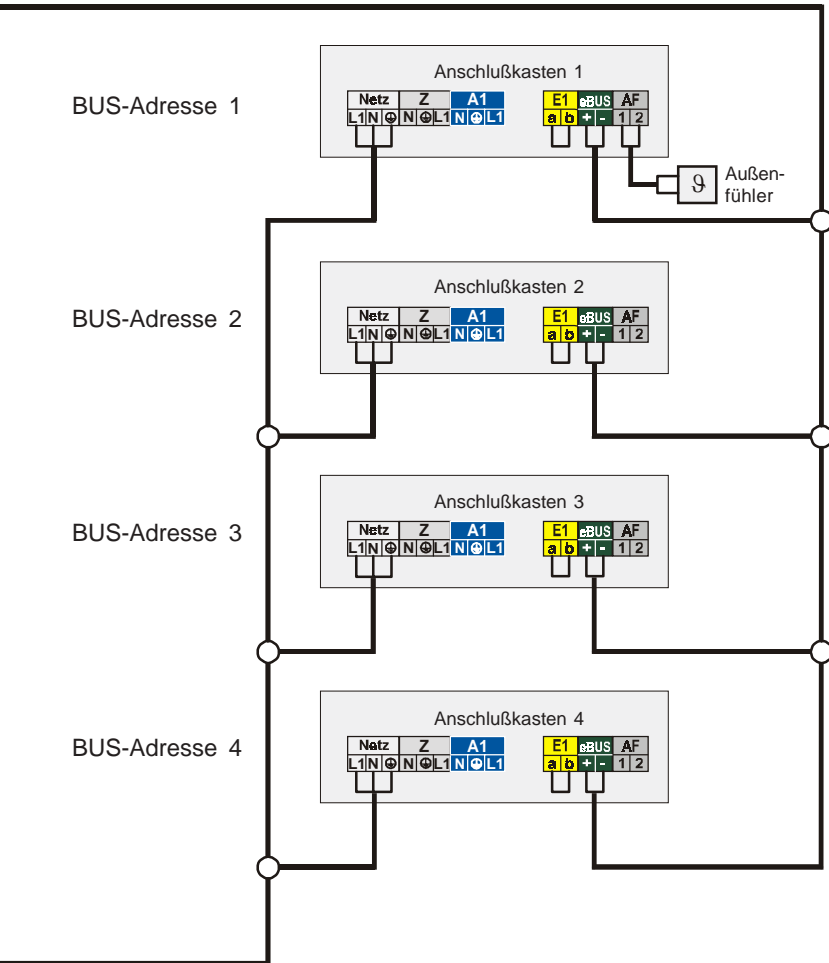 Anschlußkasten 1
BUS-Adresse 1
Netz Z A1 E1 eBUS AF
L1 N ⏚ N ⏚ L1 N ⏚ L1 a b + - 1 2
ϑ
Außen-
fühler
Anschlußkasten 2
BUS-Adresse 2
Netz Z A1 E1 eBUS AF
L1 N ⏚ N ⏚ L1 N ⏚ L1 a b + - 1 2
Anschlußkasten 3
BUS-Adresse 3
Netz Z A1 E1 eBUS AF
L1 N ⏚ N ⏚ L1 N ⏚ L1 a b + - 1 2
Anschlußkasten 4
BUS-Adresse 4
Netz Z A1 E1 eBUS AF
L1 N ⏚ N ⏚ L1 N ⏚ L1 a b + - 1 2